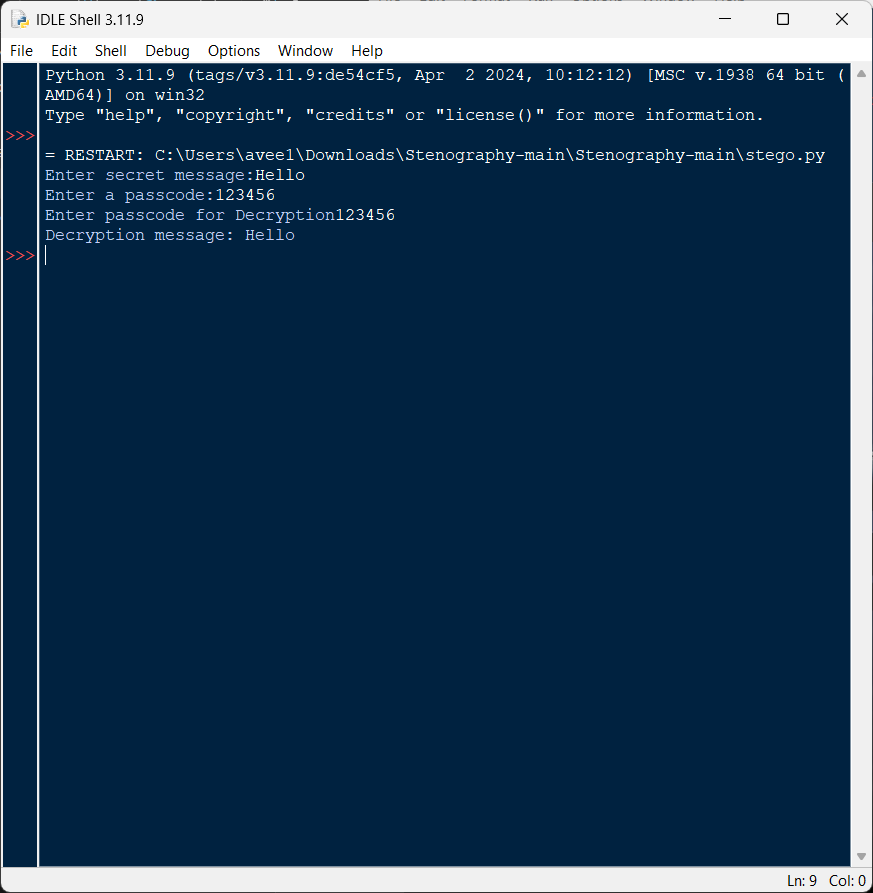 IDLE Shell 3.11.9
File Edit Shell Debug Options Window Help
Python 3.11.9 (tags/v3.11.9:de54cf5, Apr  2 2024, 10:12:12) [MSC v.1938 64 bit (
AMD64)] on win32
Type "help", "copyright", "credits" or "license()" for more information.
>>>
= RESTART: C:\Users\avee1\Downloads\Stenography-main\Stenography-main\stego.py
Enter secret message:Hello
Enter a passcode:123456
Enter passcode for Decryption123456
Decryption message: Hello
>>>
Ln: 9 Col: 0